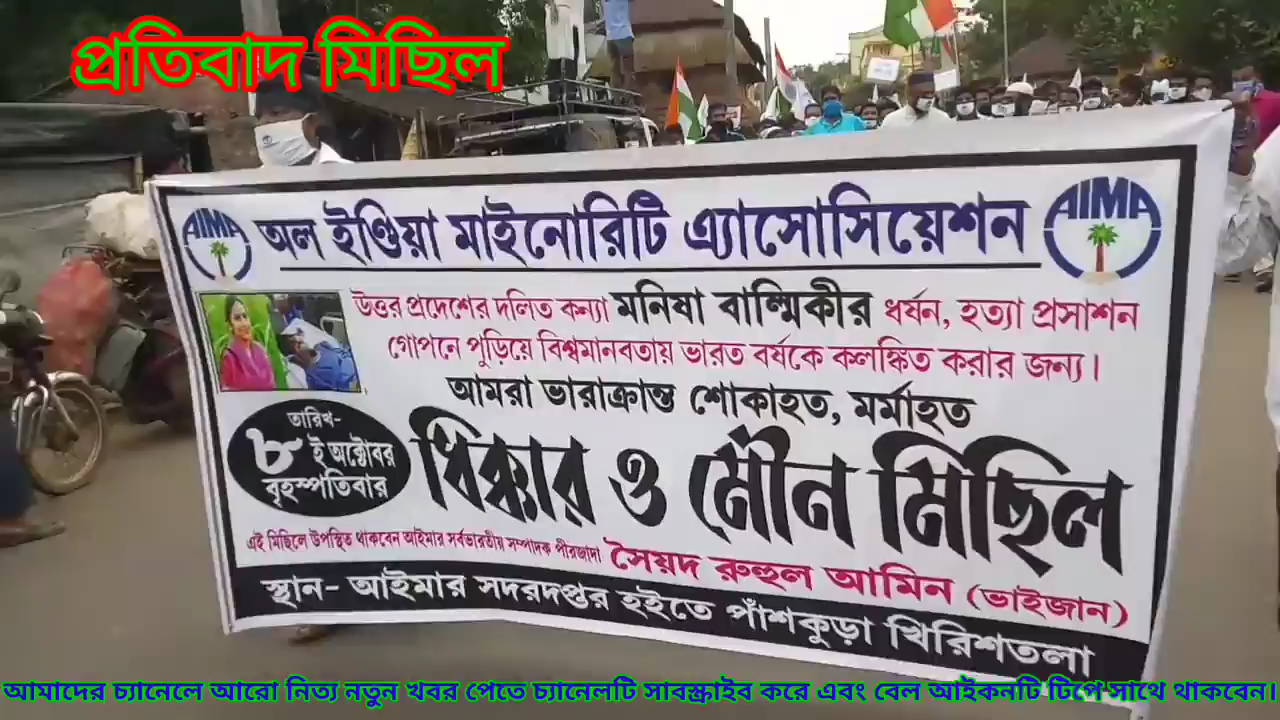 প্রতিবাদ মিছিল
AIMA অল ইণ্ডিয়া মাইনোরিটি এ্যাসোসিয়েশন AIMA
উত্তর প্রদেশের দলিত কন্যা মনিষা বাল্মিকীর ধর্ষন, হত্যা প্রসাশন
গোপনে পুড়িয়ে বিশ্বমানবতায় ভারত বর্ষকে কলঙ্কিত করার জন্য।
আমরা ভারাক্রান্ত শোকাহত, মর্মাহত
তারিখ-
৮ই অক্টোবর
বৃহস্পতিবার
ধিক্কার ও মৌন মিছিল
এই মিছিলে উপস্থিত থাকবেন আইমার সর্বভারতীয় সম্পাদক পীরজাদা সৈয়দ রুহুল আমিন (ভাইজান)
স্থান- আইমার সদরদপ্তর হইতে পাঁশকুড়া খিরিশতলা
আমাদের চ্যানেলে আরো নিত্য নতুন খবর পেতে চ্যানেলটি সাবস্ক্রাইব করে এবং বেল আইকনটি টিপে সাথে থাকবেন।